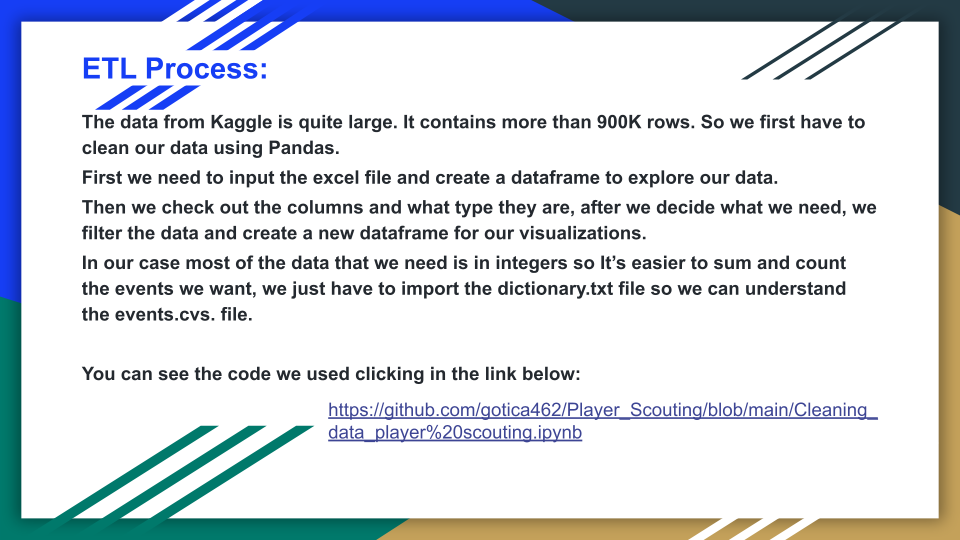 ETL Process:
The data from Kaggle is quite large. It contains more than 900K rows. So we first have to
clean our data using Pandas.
First we need to input the excel file and create a dataframe to explore our data.
Then we check out the columns and what type they are, after we decide what we need, we
filter the data and create a new dataframe for our visualizations.
In our case most of the data that we need is in integers so It’s easier to sum and count
the events we want, we just have to import the dictionary.txt file so we can understand
the events.cvs. file.
You can see the code we used clicking in the link below:
https://github.com/gotica462/Player_Scouting/blob/main/Cleaning_
data_player%20scouting.ipynb